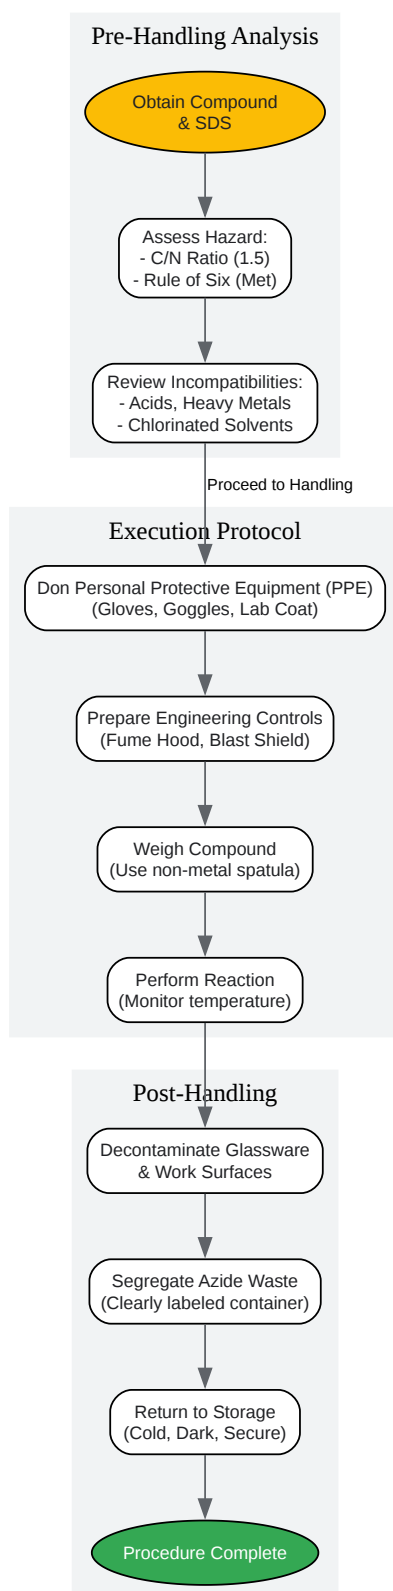 Pre-Handling Analysis
Obtain Compound
& SDS
Assess Hazard:
- C/N Ratio (1.5)
- Rule of Six (Met)
Review Incompatibilities:
- Acids, Heavy Metals
- Chlorinated Solvents
Proceed to Handling
Execution Protocol
Don Personal Protective Equipment (PPE)
(Gloves, Goggles, Lab Coat)
Prepare Engineering Controls
(Fume Hood, Blast Shield)
Weigh Compound
(Use non-metal spatula)
Perform Reaction
(Monitor temperature)
Post-Handling
Decontaminate Glassware
& Work Surfaces
Segregate Azide Waste
(Clearly labeled container)
Return to Storage
(Cold, Dark, Secure)
Procedure Complete